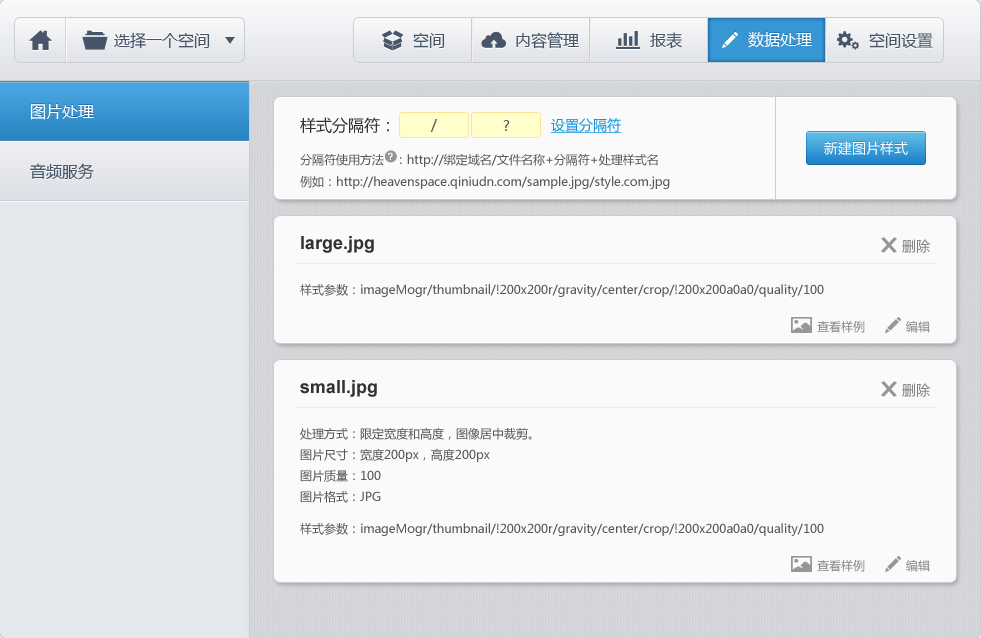 选择一个空间
空间
内容管理
报表
数据处理
空间设置
图片处理
音频服务
样式分隔符： / ? 设置分隔符
分隔符使用方法?：http://绑定域名/文件名称+分隔符+处理样式名
例如：http://heavenspace.qiniudn.com/sample.jpg/style.com.jpg
新建图片样式
large.jpg
删除
样式参数：imageMogr/thumbnail/!200x200r/gravity/center/crop/!200x200a0a0/quality/100
查看样例
编辑
small.jpg
删除
处理方式：限定宽度和高度，图像居中裁剪。
图片尺寸：宽度200px，高度200px
图片质量：100
图片格式：JPG
样式参数：imageMogr/thumbnail/!200x200r/gravity/center/crop/!200x200a0a0/quality/100
查看样例
编辑